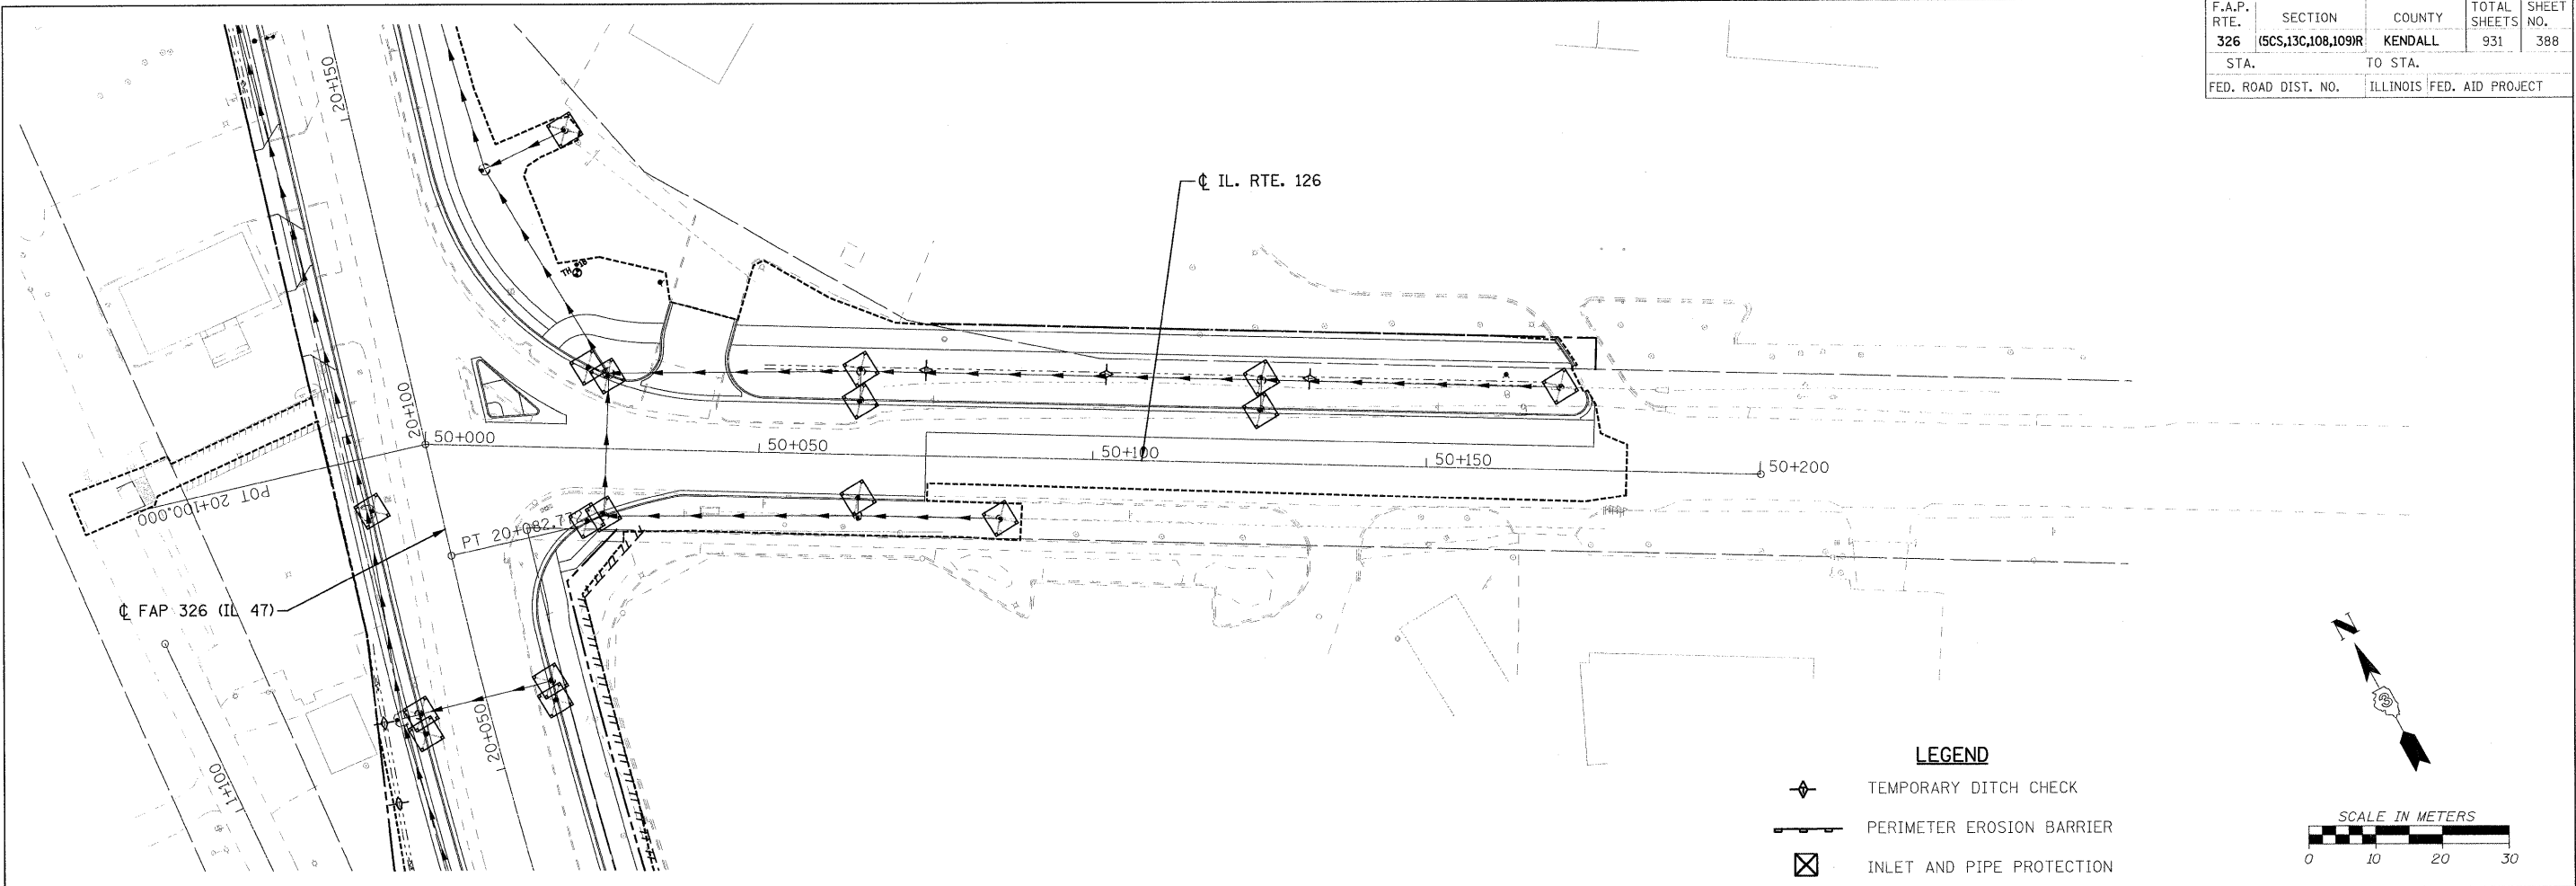 F.A.P. RTE. SECTION COUNTY TOTAL SHEETS SHEET NO.
326 (5CS,13C,108,109)R KENDALL 931 388
STA. TO STA.
FED. ROAD DIST. NO. ILLINOIS FED. AID PROJECT
20+150
℄ IL. RTE. 126
TH
20+100
50+000
50+050
50+100
50+150
50+200
POT 20+100.000
PT 20+082.772
℄ FAP 326 (IL 47)
20+050
1+100
N
3
LEGEND
TEMPORARY DITCH CHECK
PERIMETER EROSION BARRIER
INLET AND PIPE PROTECTION
SCALE IN METERS
0 10 20 30